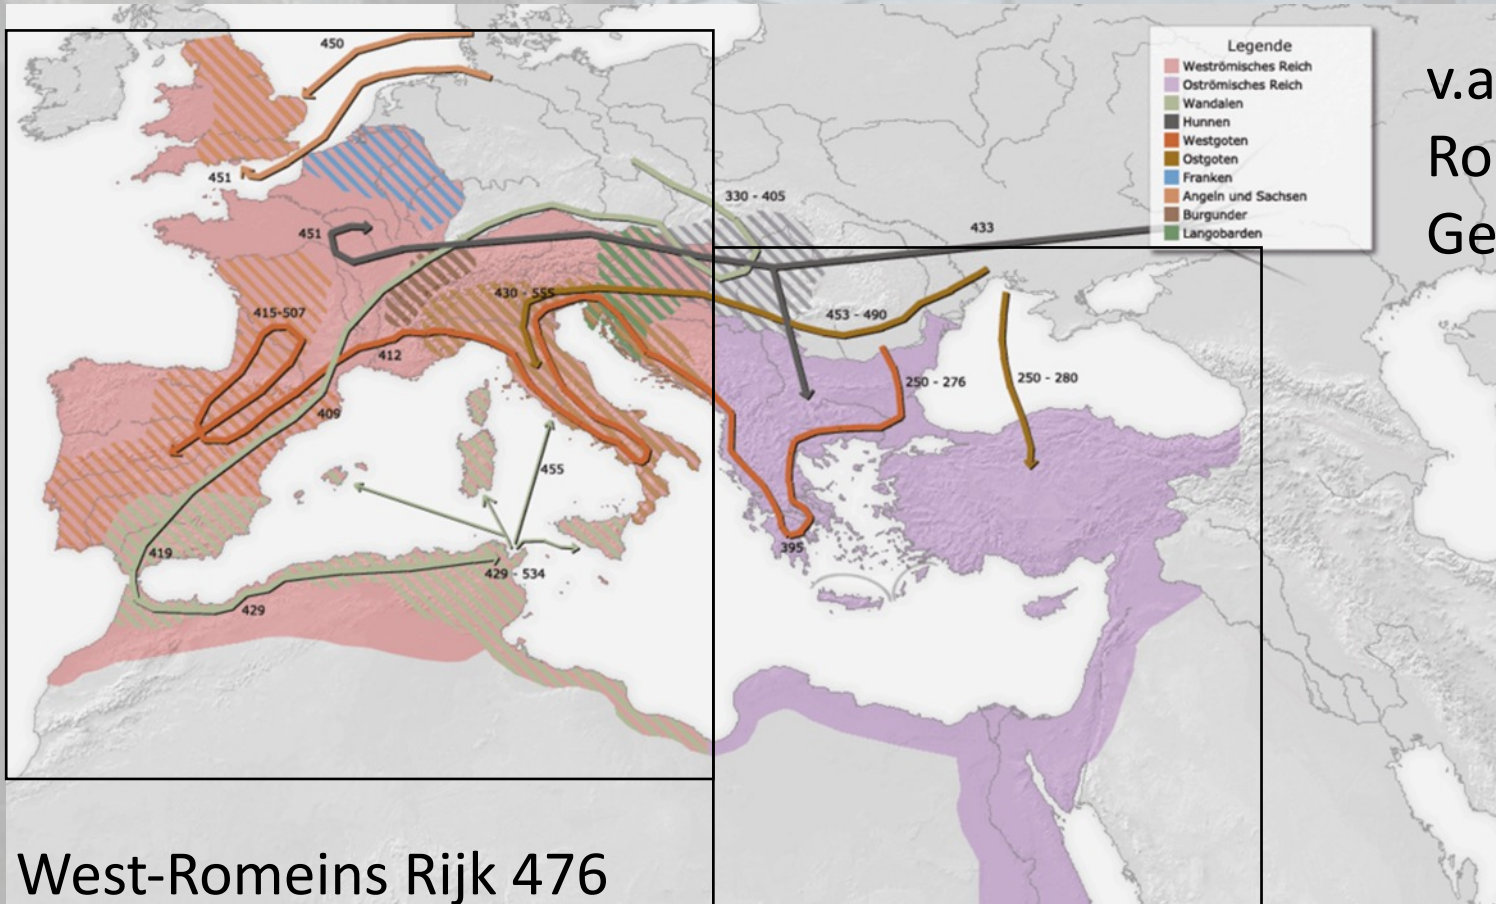 450
Legende
Weströmisches Reich
Oströmisches Reich
Wandalen
Hunnen
Westgoten
Ostgoten
Franken
Angeln und Sachsen
Burgunder
Langobarden
v.a
Ro
Ge
451
330 - 405
451
433
430 - 555
415-507
453 - 490
412
250 - 276
250 - 280
409
455
395
419
429 - 534
429
West-Romeins Rijk 476